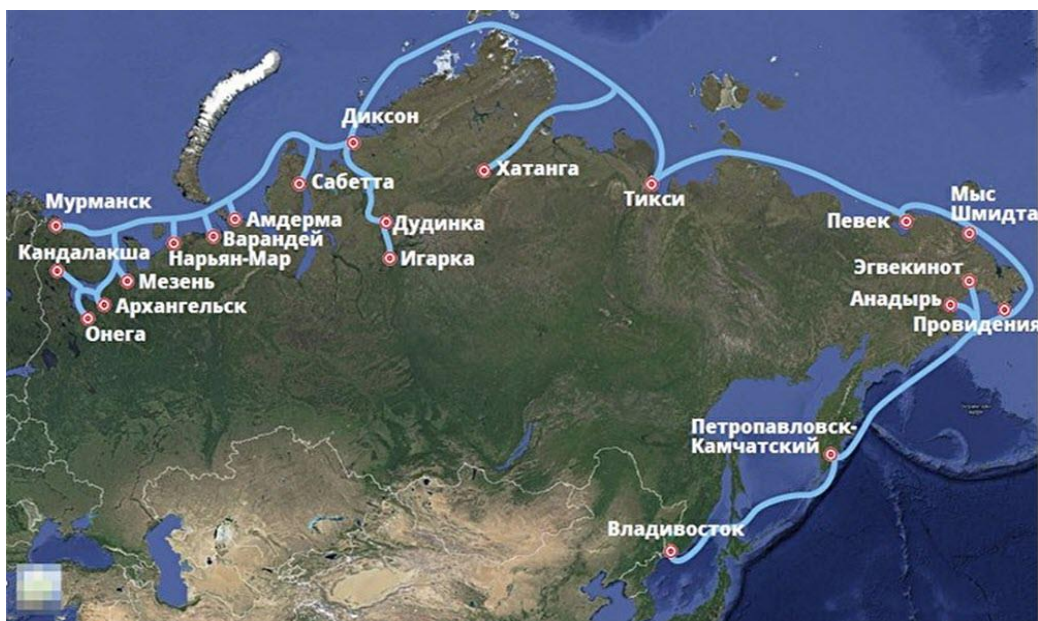 Диксон
Хатанга
Сабетта
Тикси
Мыс
Шмидта
Мурманск
Амдерма
Дудинка
Певек
Варандей
Кандалакша
Нарьян-Мар
Игарка
Эгвекинот
Мезень
Анадырь
Архангельск
Провидения
Онега
Петропавловск-
Камчатский
Владивосток